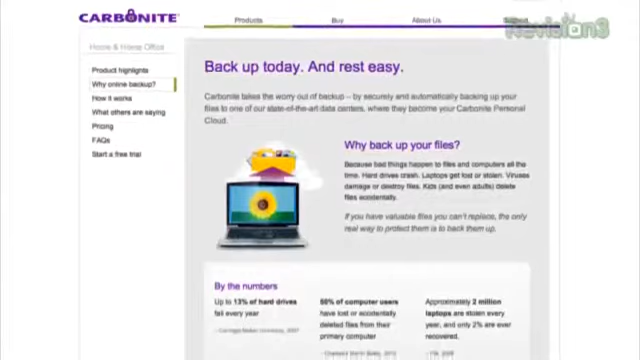 CARBONITE
Products
Buy
About Us
Support
Revision3
Home & Home Office
Product highlights
Why online backup?
How it works
What others are saying
Pricing
FAQs
Start a free trial
Back up today. And rest easy.
Carbonite takes the worry out of backup – by securely and automatically backing up your
files to one of our state-of-the-art data centers, where they become your Carbonite Personal
Cloud.
Why back up your files?
Because bad things happen to files and computers all the
time. Hard drives crash. Laptops get lost or stolen. Viruses
damage or destroy files. Kids (and even adults) delete
files accidentally.
If you have valuable files you can't replace, the only
real way to protect them is to back them up.
By the numbers
Up to 13% of hard drives
fail every year
- Carnegie Mellon University, 2007
of computer users
have lost or accidentally
deleted files from their
primary computer
Approximately 2 million
laptops are stolen every
year, and only 2% are ever
recovered.